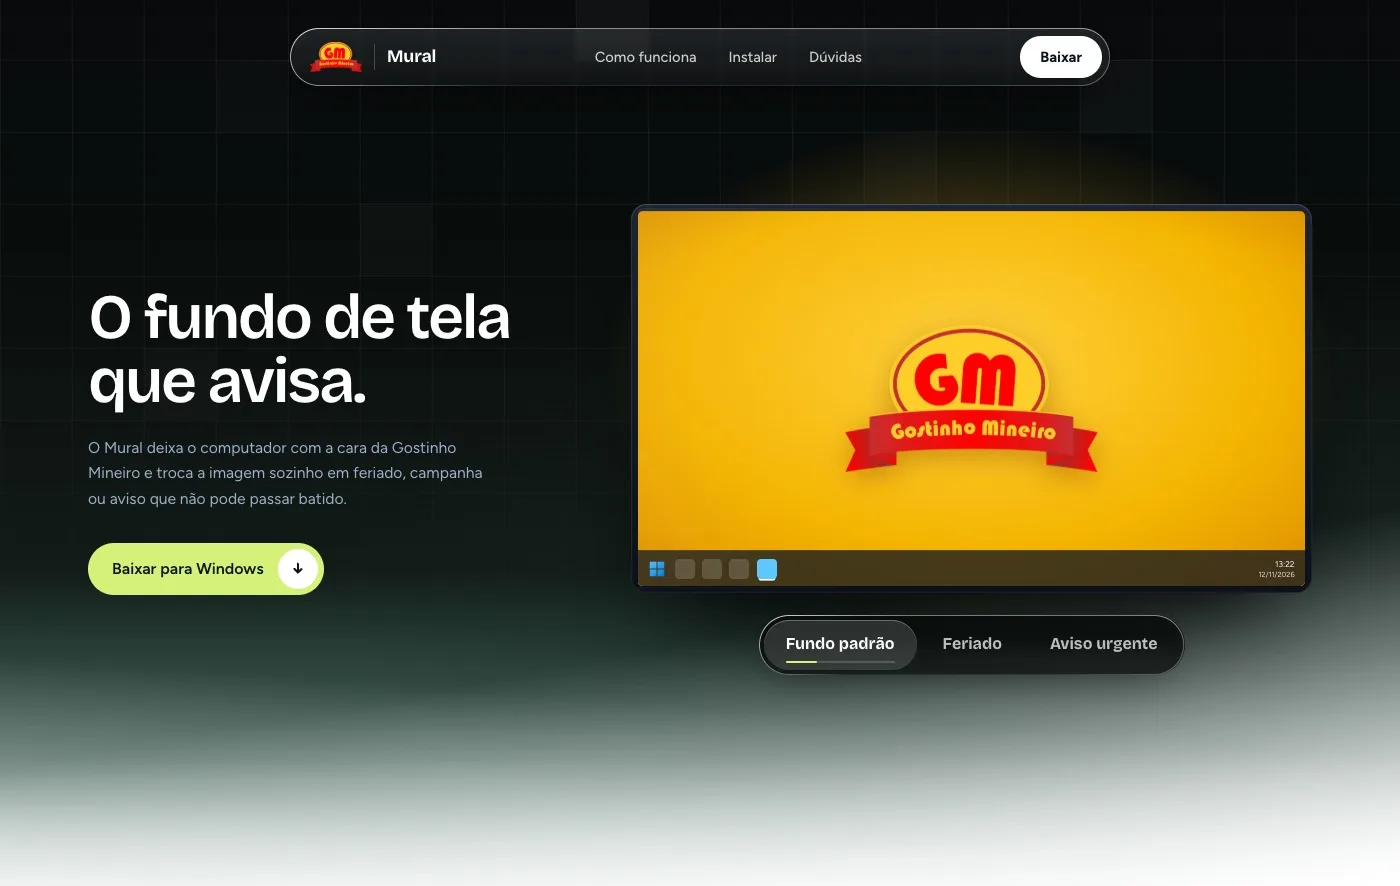 GM
Gostinho Mineiro
Mural
Como funciona
Instalar
Dúvidas
Baixar
O fundo de tela
que avisa.
O Mural deixa o computador com a cara da Gostinho
Mineiro e troca a imagem sozinho em feriado, campanha
ou aviso que não pode passar batido.
Baixar para Windows
GM
Gostinho Mineiro
13:22
12/11/2026
Fundo padrão
Feriado
Aviso urgente